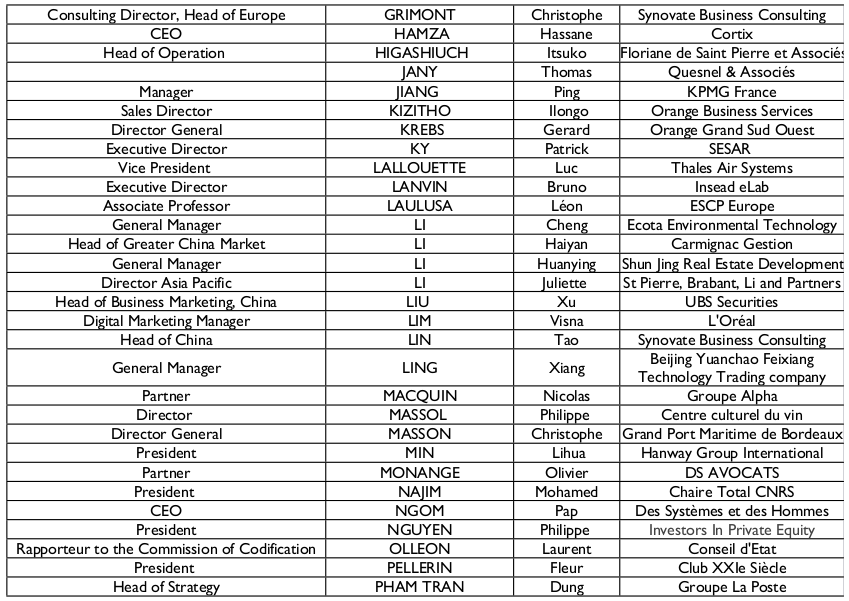 Consulting Director, Head of Europe GRIMONT Christophe Synovate Business Consulting
CEO HAMZA Hassane Cortix
Head of Operation HIGASHIUCH Itsuko Floriane de Saint Pierre et Associés
JANY Thomas Quesnel & Associés
Manager JIANG Ping KPMG France
Sales Director KIZITHO Ilongo Orange Business Services
Director General KREBS Gerard Orange Grand Sud Ouest
Executive Director KY Patrick SESAR
Vice President LALLOUETTE Luc Thales Air Systems
Executive Director LANVIN Bruno Insead eLab
Associate Professor LAULUSA Léon ESCP Europe
General Manager LI Cheng Ecota Environmental Technology
Head of Greater China Market LI Haiyan Carmignac Gestion
General Manager LI Huanying Shun Jing Real Estate Development
Director Asia Pacific LI Juliette St Pierre, Brabant, Li and Partners
Head of Business Marketing, China LIU Xu UBS Securities
Digital Marketing Manager LIM Visna L'Oréal
Head of China LIN Tao Synovate Business Consulting
General Manager LING Xiang Beijing Yuanchao Feixiang
Technology Trading company
Partner MACQUIN Nicolas Groupe Alpha
Director MASSOL Philippe Centre culturel du vin
Director General MASSON Christophe Grand Port Maritime de Bordeaux
President MIN Lihua Hanway Group International
Partner MONANGE Olivier DS AVOCATS
President NAJIM Mohamed Chaire Total CNRS
CEO NGOM Pap Des Systèmes et des Hommes
President NGUYEN Philippe Investors In Private Equity
Rapporteur to the Commission of Codification OLLEON Laurent Conseil d'Etat
President PELLERIN Fleur Club XXIe Siècle
Head of Strategy PHAM TRAN Dung Groupe La Poste